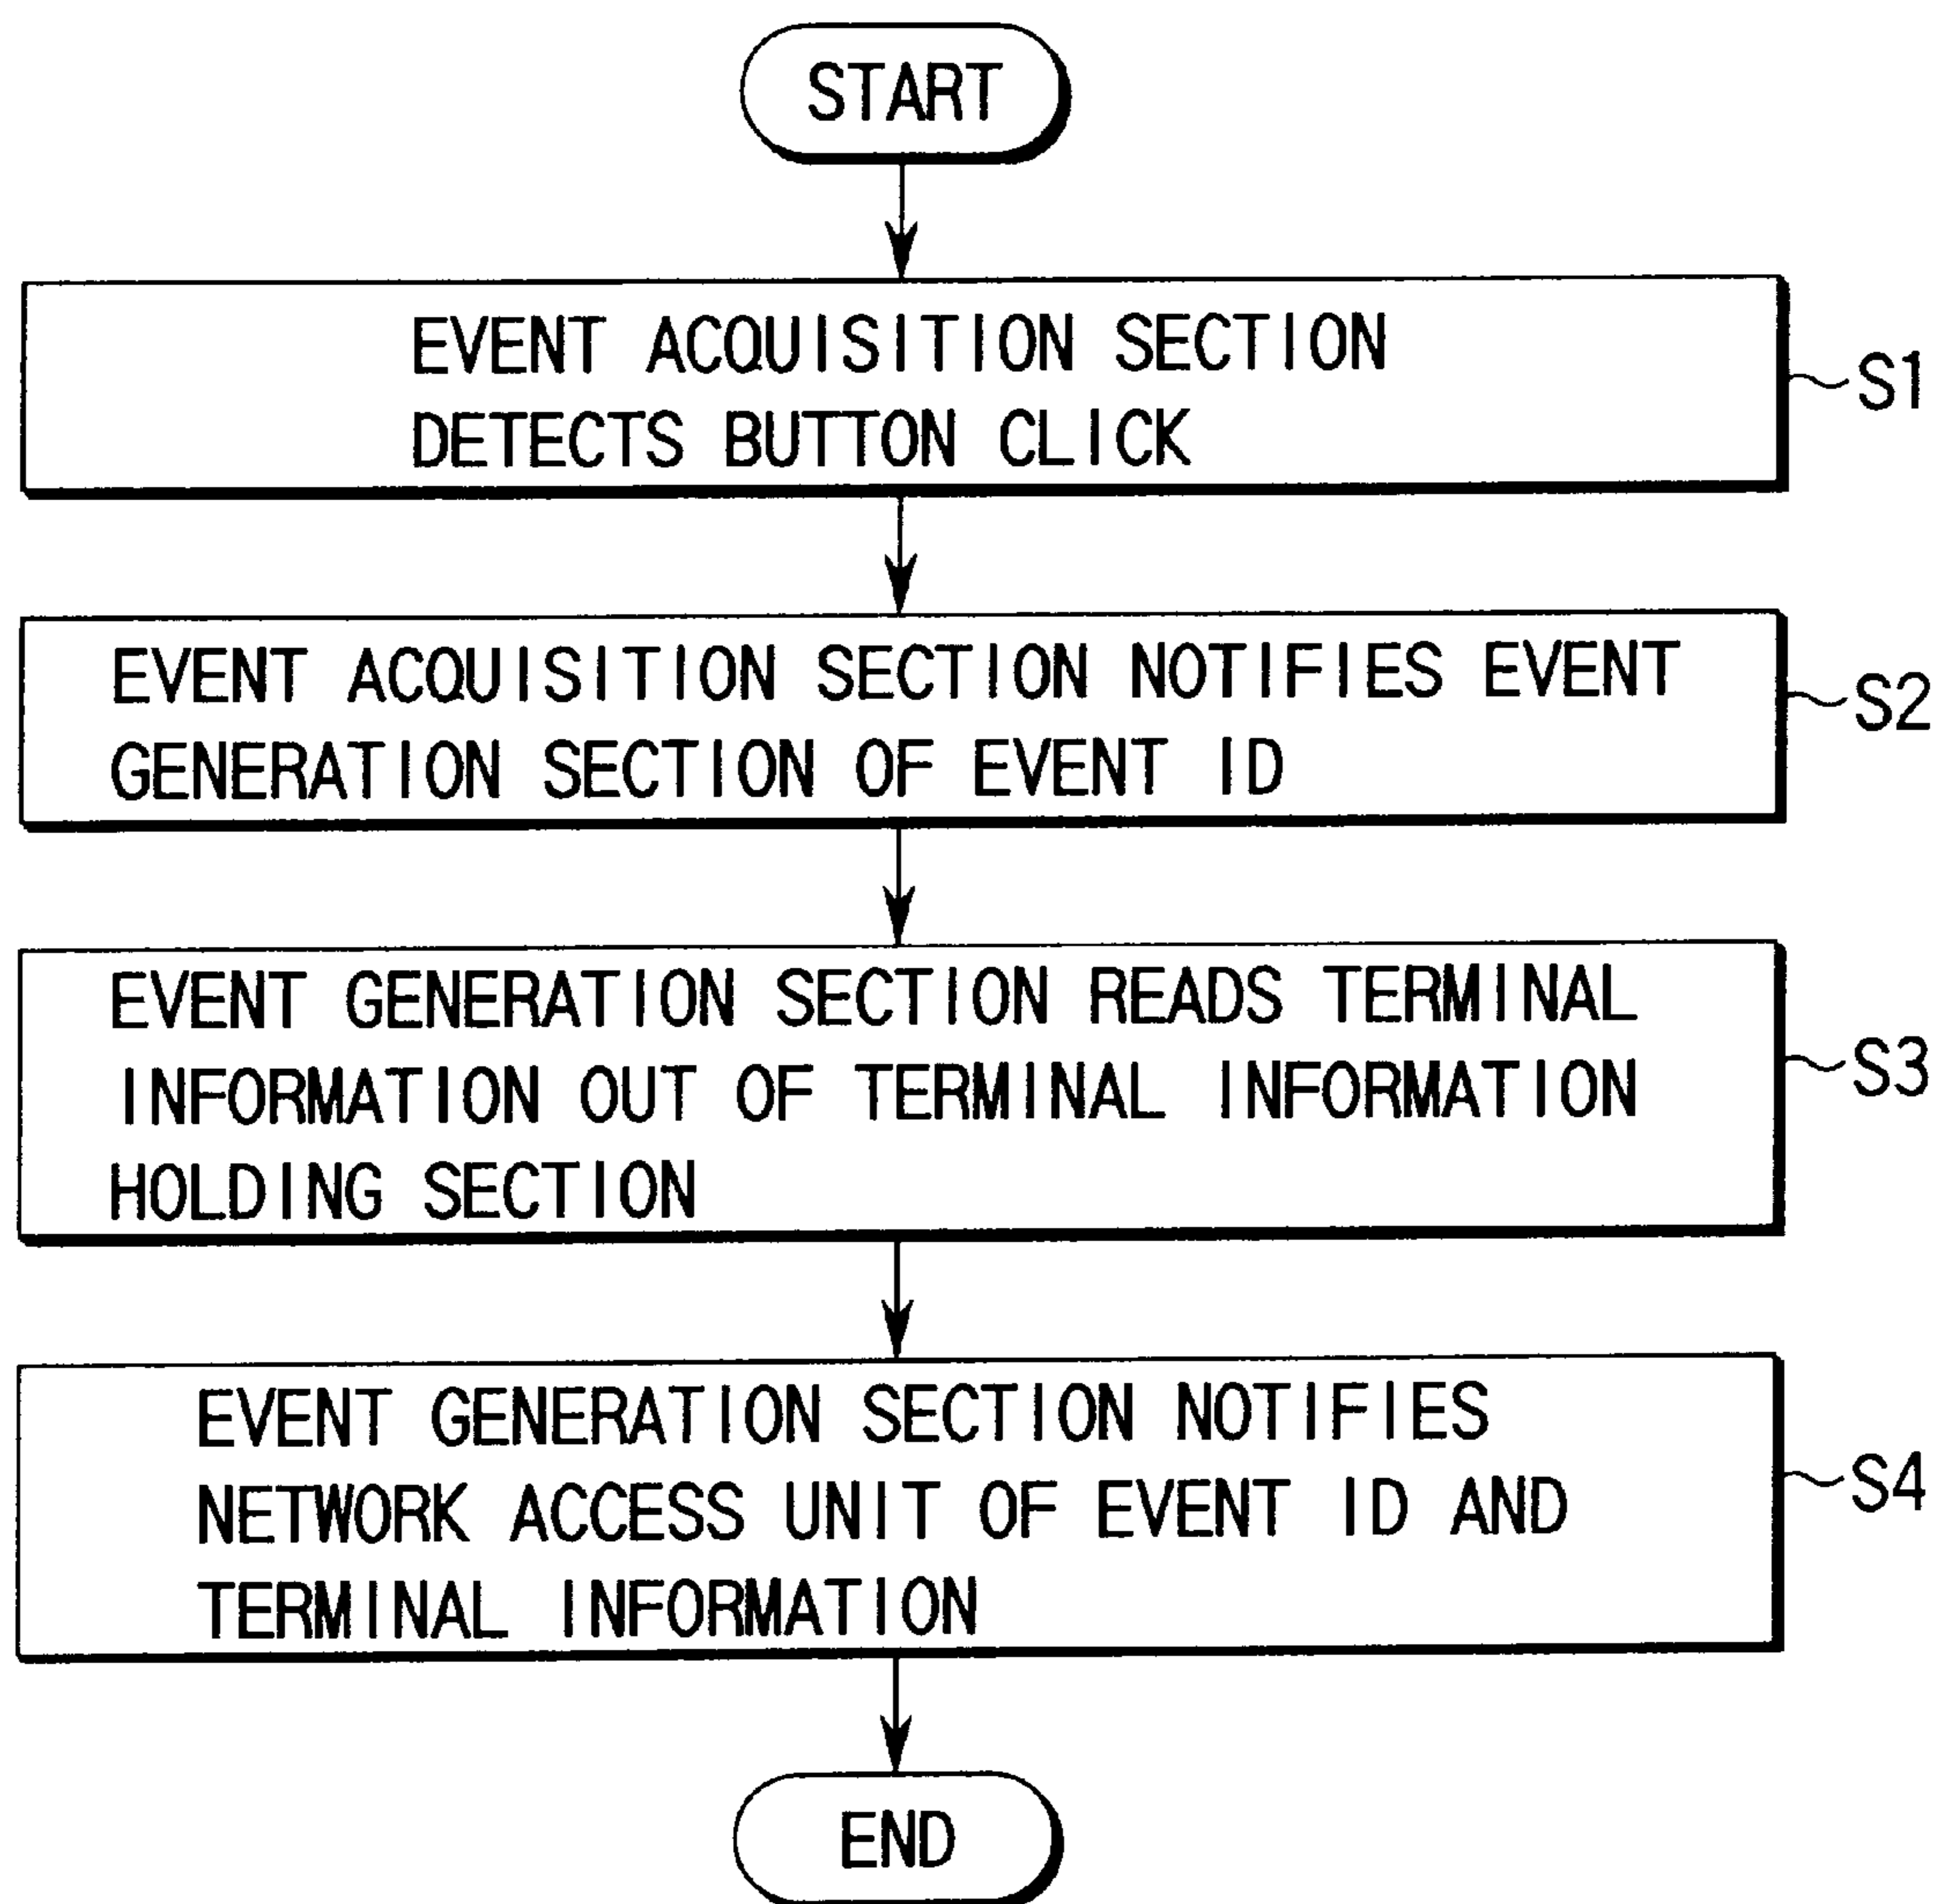 START
EVENT ACQUISITION SECTION
DETECTS BUTTON CLICK
S1
EVENT ACQUISITION SECTION NOTIFIES EVENT
GENERATION SECTION OF EVENT ID
S2
EVENT GENERATION SECTION READS TERMINAL
INFORMATION OUT OF TERMINAL INFORMATION
HOLDING SECTION
S3
EVENT GENERATION SECTION NOTIFIES
NETWORK ACCESS UNIT OF EVENT ID AND
TERMINAL INFORMATION
S4
END